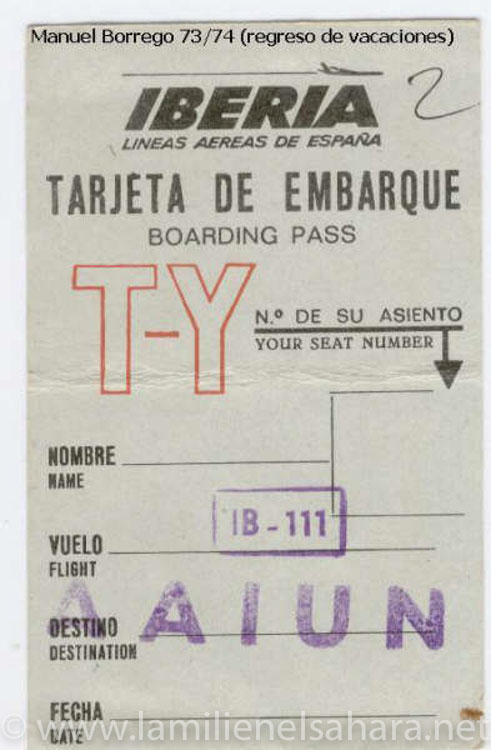 Manuel Borrego 73/74 (regreso de vacaciones)
2
IBERIA
LINEAS AEREAS DE ESPAÑA
TARJETA DE EMBARQUE
BOARDING PASS
T-Y
N.º DE SU ASIENTO
YOUR SEAT NUMBER
NOMBRE
NAME
IB-111
VUELO
FLIGHT
AAIUN
DESTINO
DESTINATION
FECHA
DATE
© www.lamilienelsahara.net